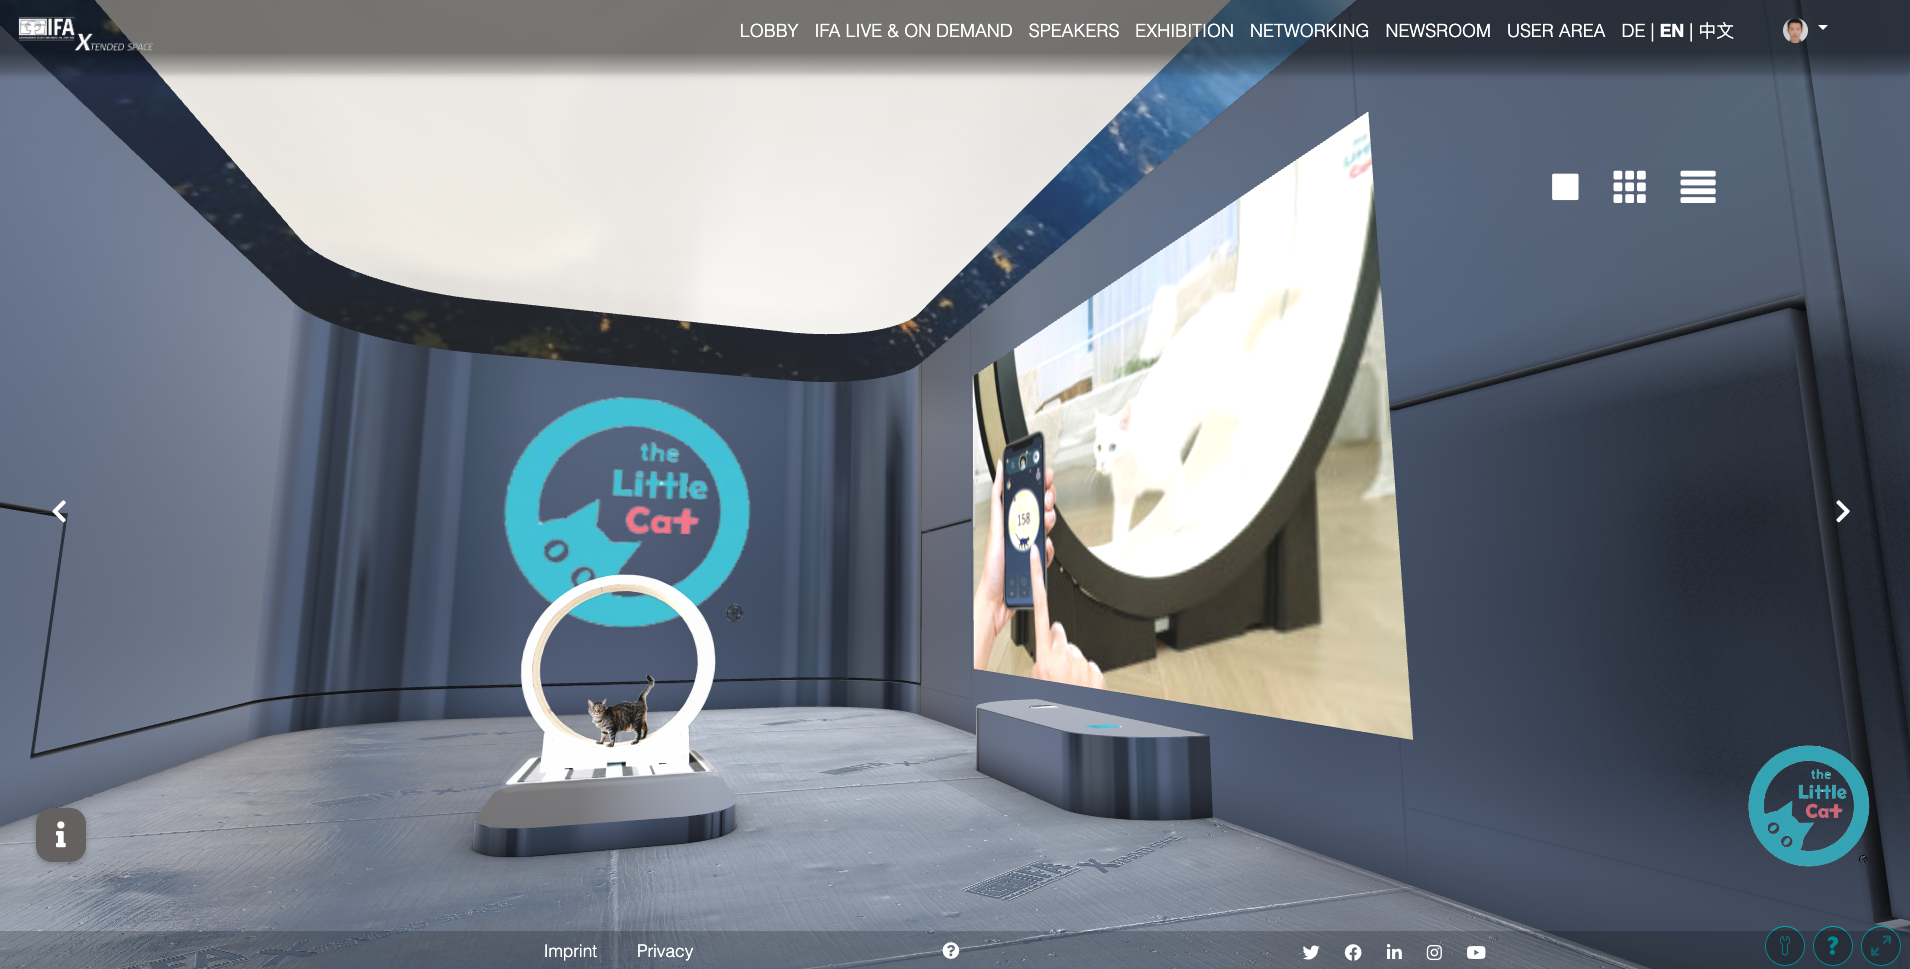 IFA
XTENDED SPACE
LOBBY IFA LIVE & ON DEMAND SPEAKERS EXHIBITION NETWORKING NEWSROOM USER AREA DE | EN | 中文
the
Little
Cat
158
the
Little
Cat
Imprint Privacy